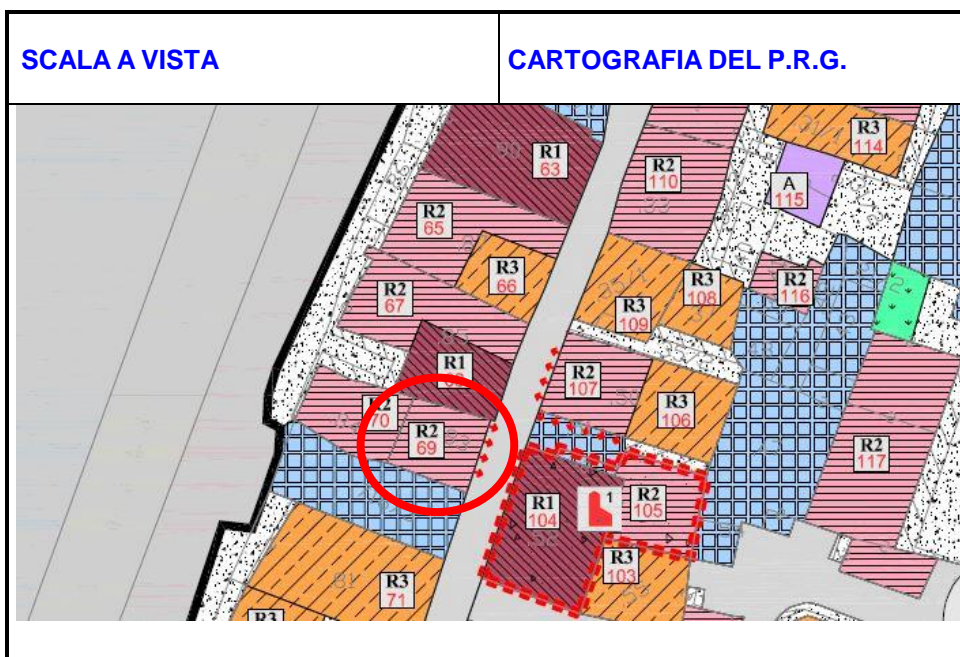 SCALA A VISTA
CARTOGRAFIA DEL P.R.G.
R1
63
R2
110
R3
114
A
115
R2
65
R3
66
R2
67
R3
108
R3
109
R2
116
R1
R2
107
R3
106
R2
70
R2
69
R2
117
R1
104
1
R2
105
R3
103
R3
71
R3